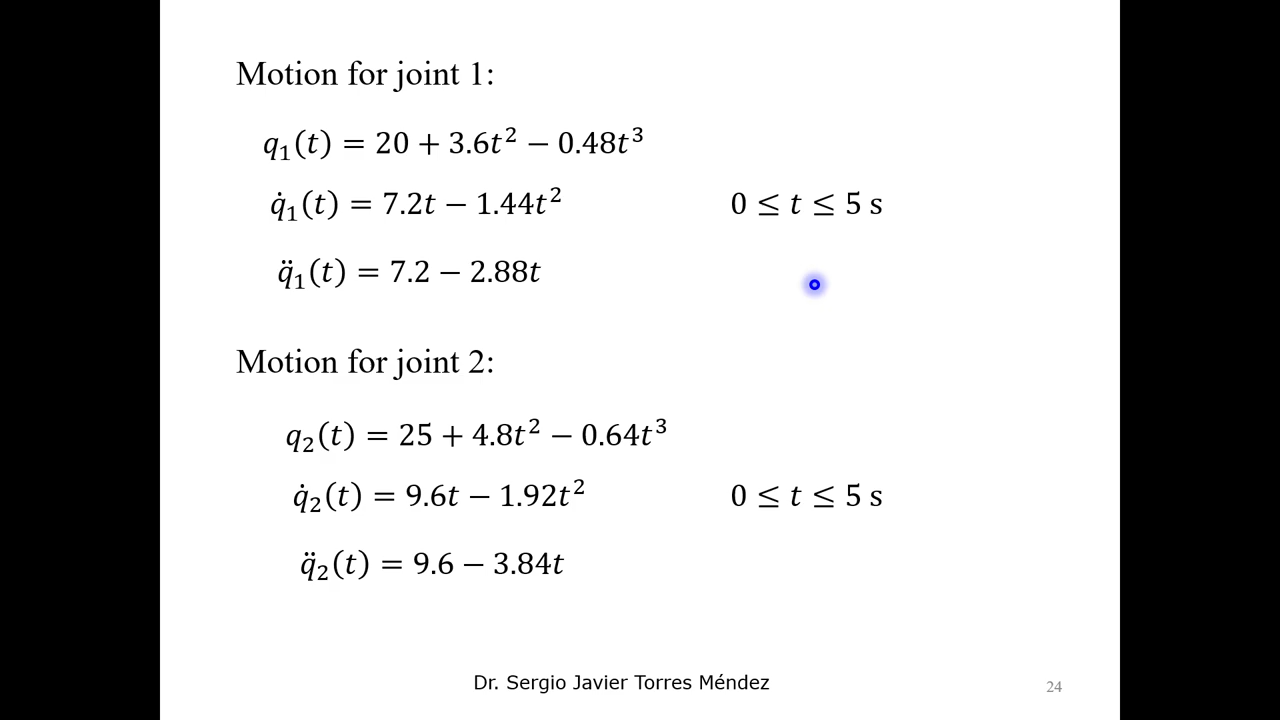 Motion for joint 1:
q₁(t) = 20 + 3.6t² − 0.48t³
q̇₁(t) = 7.2t − 1.44t² 0 ≤ t ≤ 5 s
q̈₁(t) = 7.2 − 2.88t
Motion for joint 2:
q₂(t) = 25 + 4.8t² − 0.64t³
q̇₂(t) = 9.6t − 1.92t² 0 ≤ t ≤ 5 s
q̈₂(t) = 9.6 − 3.84t
Dr. Sergio Javier Torres Méndez 24